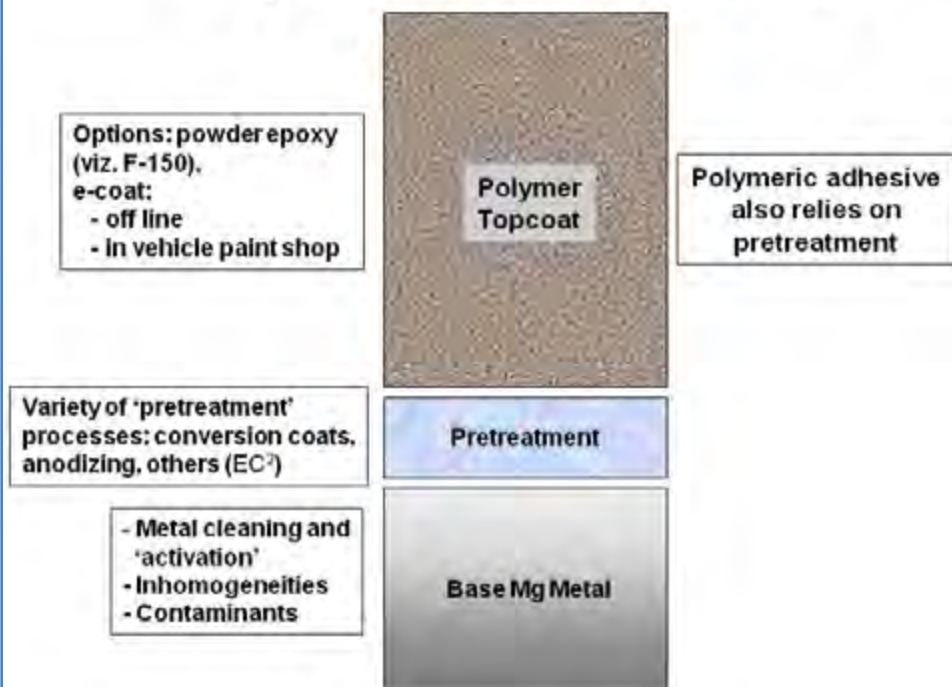 Options: powder epoxy
(viz. F-150),
e-coat:
- off line
- in vehicle paint shop
Polymer
Topcoat
Polymeric adhesive
also relies on
pretreatment
Variety of 'pretreatment'
processes: conversion coats,
anodizing, others (EC²)
Pretreatment
- Metal cleaning and
'activation'
- Inhomogeneities
- Contaminants
Base Mg Metal